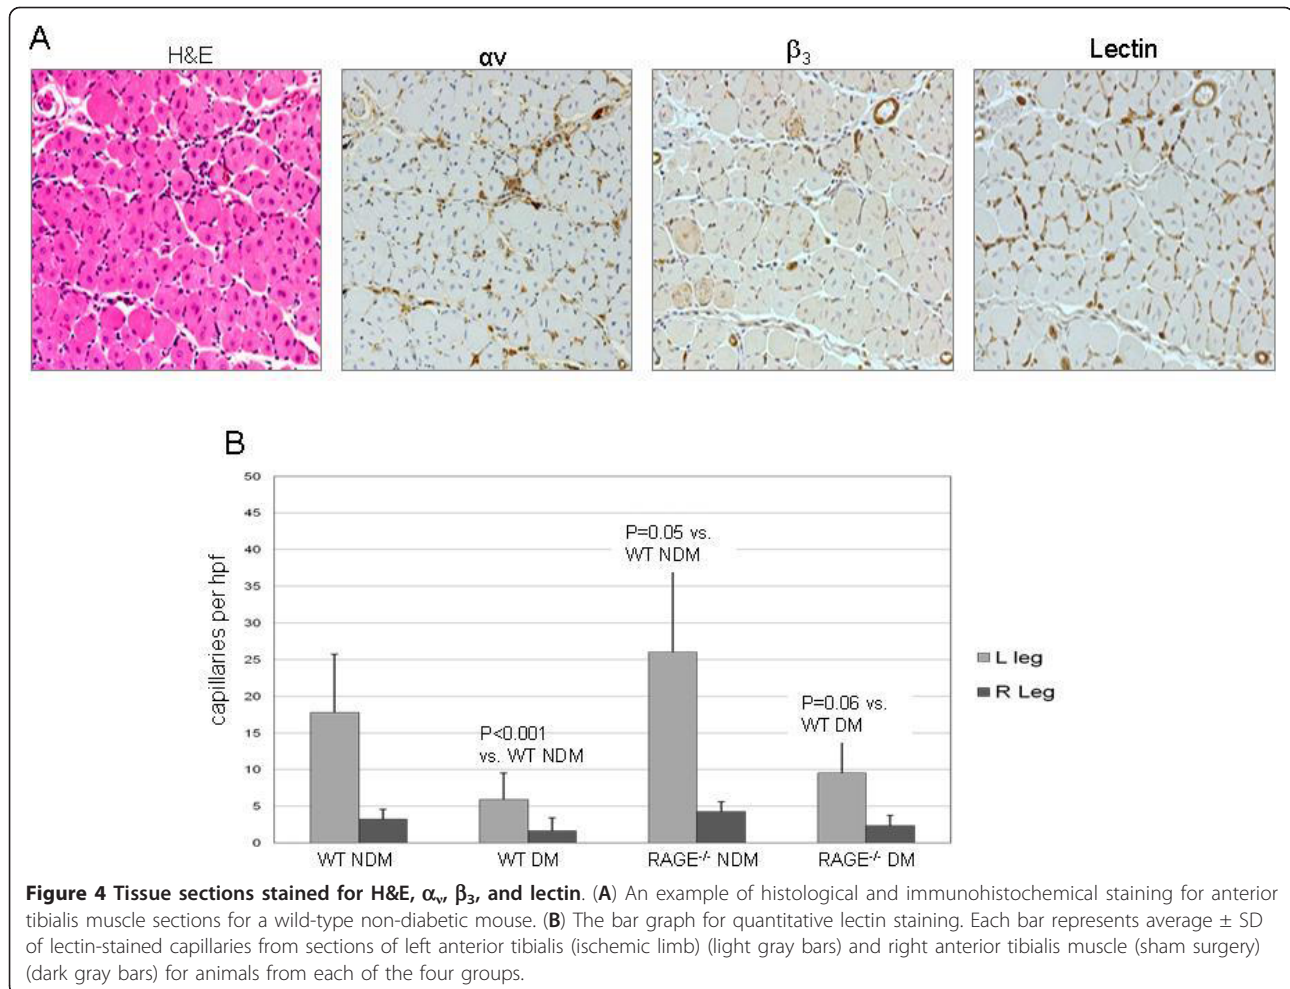 A
H&E
αv
β₃
Lectin
B
capillaries per hpf
50
45
40
35
30
25
20
15
10
5
0
P<0.001
vs. WT NDM
P=0.05 vs.
WT NDM
P=0.06 vs.
WT DM
L leg
R Leg
WT NDM
WT DM
RAGE⁻/⁻ NDM
RAGE⁻/⁻ DM
Figure 4 Tissue sections stained for H&E, αᵥ, β₃, and lectin. (A) An example of histological and immunohistochemical staining for anterior
tibialis muscle sections for a wild-type non-diabetic mouse. (B) The bar graph for quantitative lectin staining. Each bar represents average ± SD
of lectin-stained capillaries from sections of left anterior tibialis (ischemic limb) (light gray bars) and right anterior tibialis muscle (sham surgery)
(dark gray bars) for animals from each of the four groups.